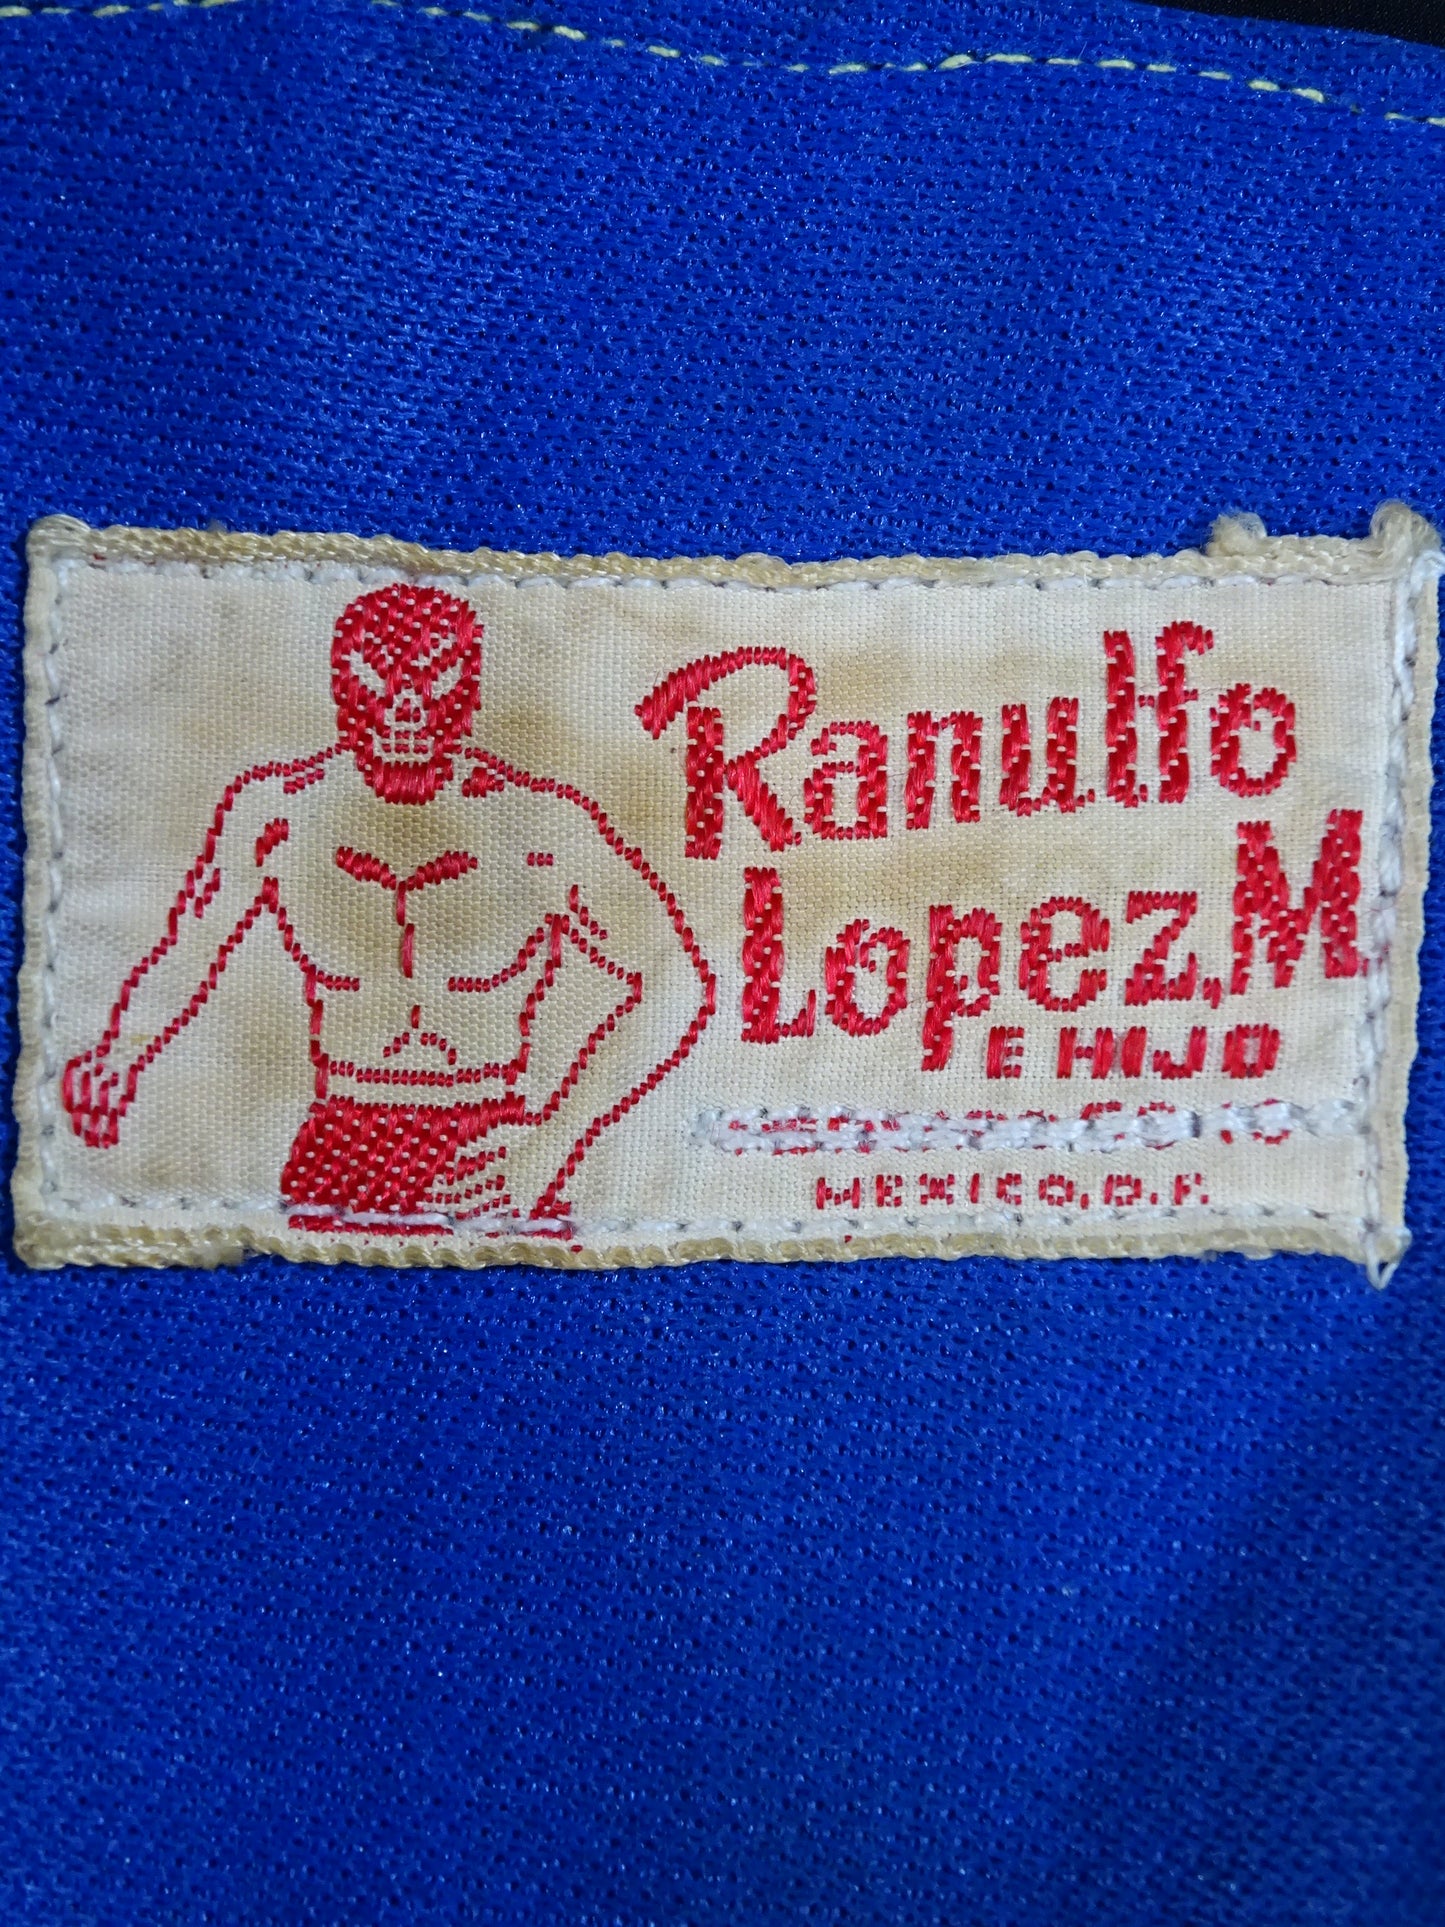 Ranulfo
Lopez, M
E HIJO
MEXICO, D.F.